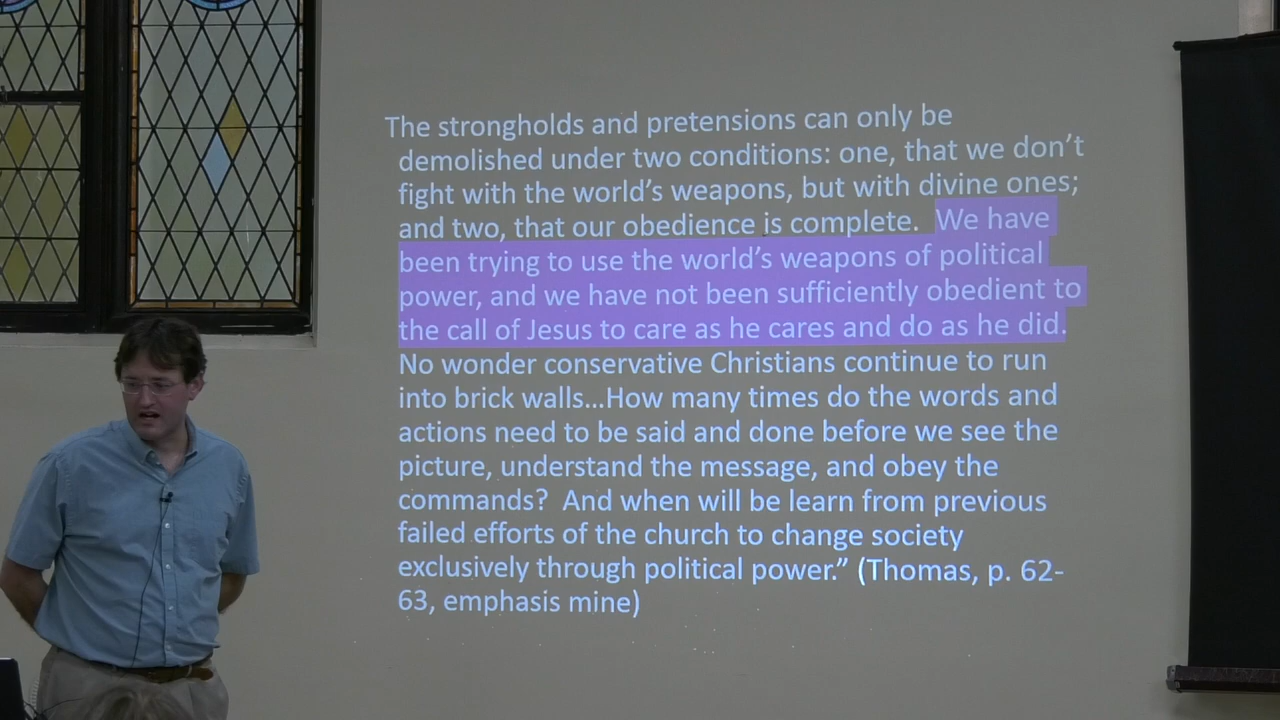 The strongholds and pretensions can only be
demolished under two conditions: one, that we don't
fight with the world's weapons, but with divine ones;
and two, that our obedience is complete.  We have
been trying to use the world's weapons of political
power, and we have not been sufficiently obedient to
the call of Jesus to care as he cares and do as he did.
No wonder conservative Christians continue to run
into brick walls...How many times do the words and
actions need to be said and done before we see the
picture, understand the message, and obey the
commands?  And when will be learn from previous
failed efforts of the church to change society
exclusively through political power.” (Thomas, p. 62-
63, emphasis mine)